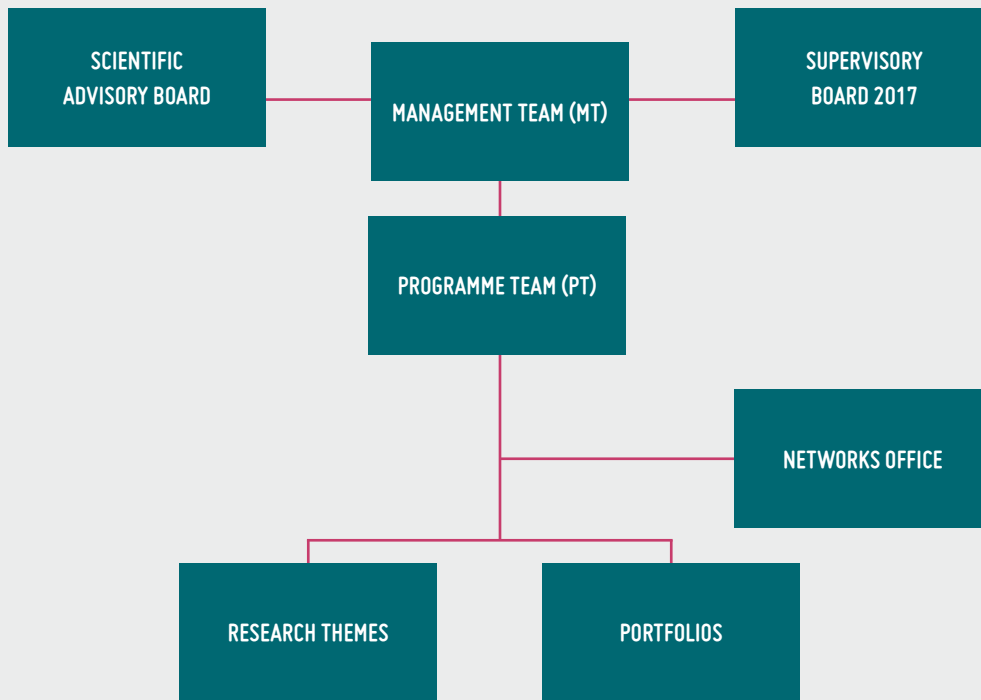 SCIENTIFIC
ADVISORY BOARD
MANAGEMENT TEAM (MT)
SUPERVISORY
BOARD 2017
PROGRAMME TEAM (PT)
NETWORKS OFFICE
RESEARCH THEMES
PORTFOLIOS